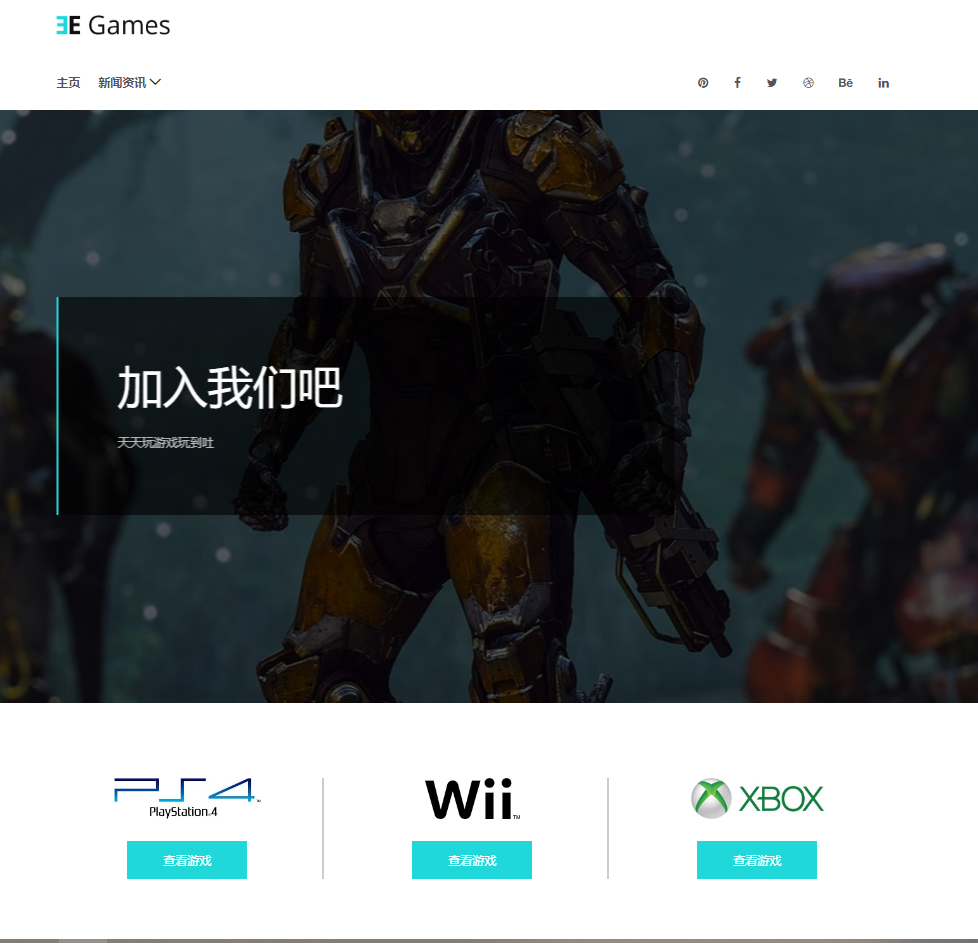 ƎE Games
主页 新闻资讯
Bē in
加入我们吧
天天玩游戏玩到吐
PS4 Wii™ XBOX
PlayStation.4
查看游戏 查看游戏 查看游戏